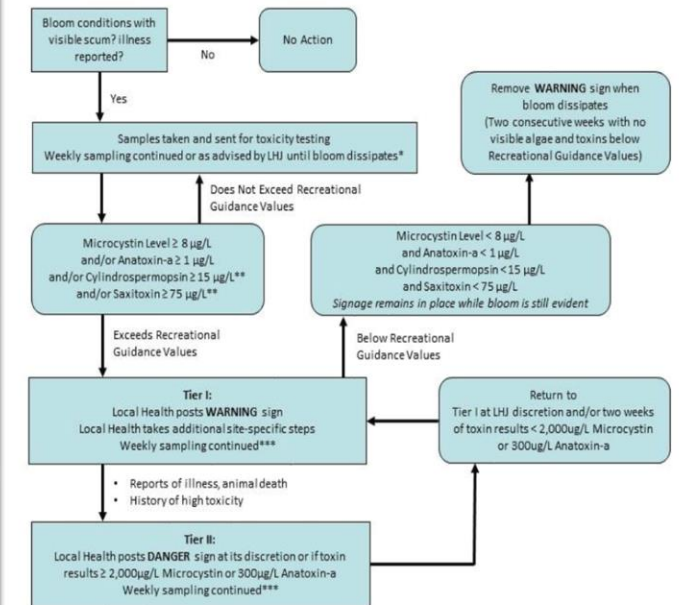 Bloom conditions with
visible scum? illness
reported?
No
No Action
Yes
Remove WARNING sign when
bloom dissipates
(Two consecutive weeks with no
visible algae and toxins below
Recreational Guidance Values)
Samples taken and sent for toxicity testing
Weekly sampling continued or as advised by LHJ until bloom dissipates*
Does Not Exceed Recreational
Guidance Values
Microcystin Level ≥ 8 µg/L
and/or Anatoxin-a ≥ 1 µg/L
and/or Cylindrospermopsin ≥ 15 µg/L**
and/or Saxitoxin ≥ 75 µg/L**
Microcystin Level < 8 µg/L
and Anatoxin-a < 1 µg/L
and Cylindrospermopsin < 15 µg/L
and Saxitoxin < 75 µg/L
Signage remains in place while bloom is still evident
Exceeds Recreational
Guidance Values
Below Recreational
Guidance Values
Tier I:
Local Health posts WARNING sign
Local Health takes additional site-specific steps
Weekly sampling continued***
Return to
Tier I at LHJ discretion and/or two weeks
of toxin results < 2,000ug/L Microcystin
or 300ug/L Anatoxin-a
• Reports of illness, animal death
• History of high toxicity
Tier II:
Local Health posts DANGER sign at its discretion or if toxin
results ≥ 2,000µg/L Microcystin or 300µg/L Anatoxin-a
Weekly sampling continued***